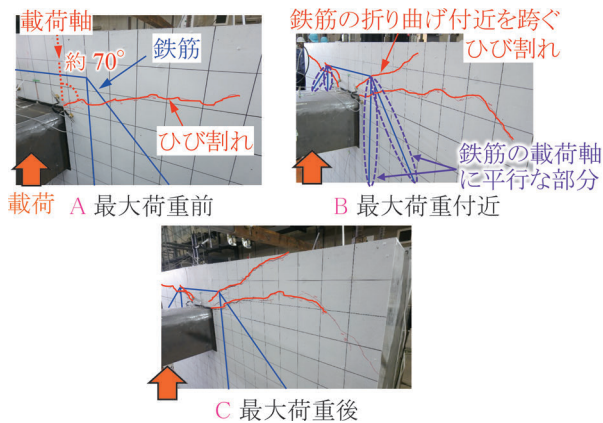 載荷軸
約 70°
鉄筋
ひび割れ
載荷
A 最大荷重前
鉄筋の折り曲げ付近を跨ぐ
ひび割れ
鉄筋の載荷軸
に平行な部分
B 最大荷重付近
C 最大荷重後